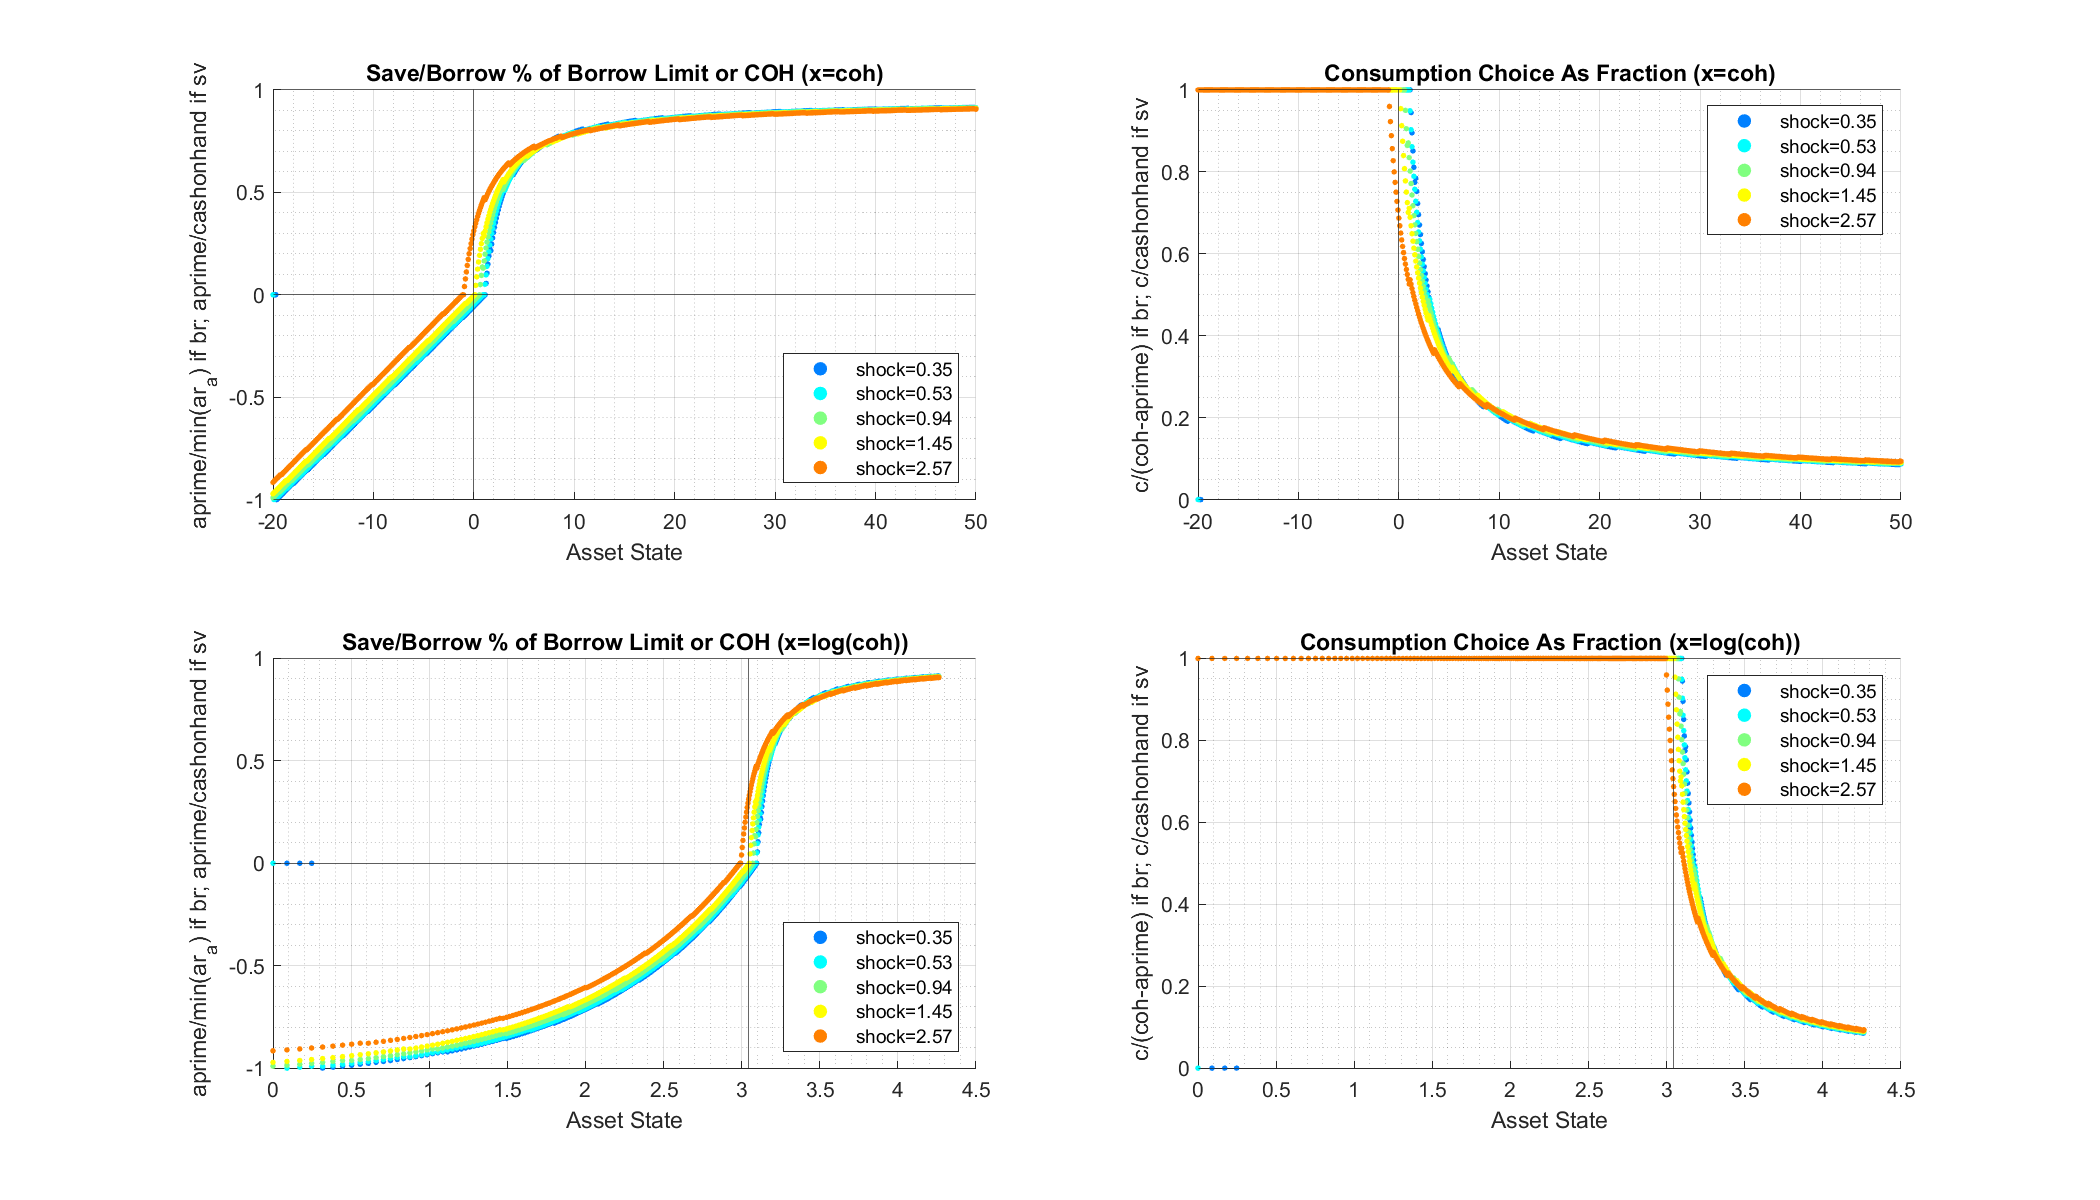 Save/Borrow % of Borrow Limit or COH (x=coh)
aprime/min(ar_a) if br; aprime/cashonhand if sv
1
0.5
0
-0.5
-1
-20 -10 0 10 20 30 40 50
Asset State
shock=0.35
shock=0.53
shock=0.94
shock=1.45
shock=2.57
Consumption Choice As Fraction (x=coh)
c/(coh-aprime) if br; c/cashonhand if sv
1
0.8
0.6
0.4
0.2
0
-20 -10 0 10 20 30 40 50
Asset State
shock=0.35
shock=0.53
shock=0.94
shock=1.45
shock=2.57
Save/Borrow % of Borrow Limit or COH (x=log(coh))
aprime/min(ar_a) if br; aprime/cashonhand if sv
1
0.5
0
-0.5
-1
0 0.5 1 1.5 2 2.5 3 3.5 4 4.5
Asset State
shock=0.35
shock=0.53
shock=0.94
shock=1.45
shock=2.57
Consumption Choice As Fraction (x=log(coh))
c/(coh-aprime) if br; c/cashonhand if sv
1
0.8
0.6
0.4
0.2
0
0 0.5 1 1.5 2 2.5 3 3.5 4 4.5
Asset State
shock=0.35
shock=0.53
shock=0.94
shock=1.45
shock=2.57